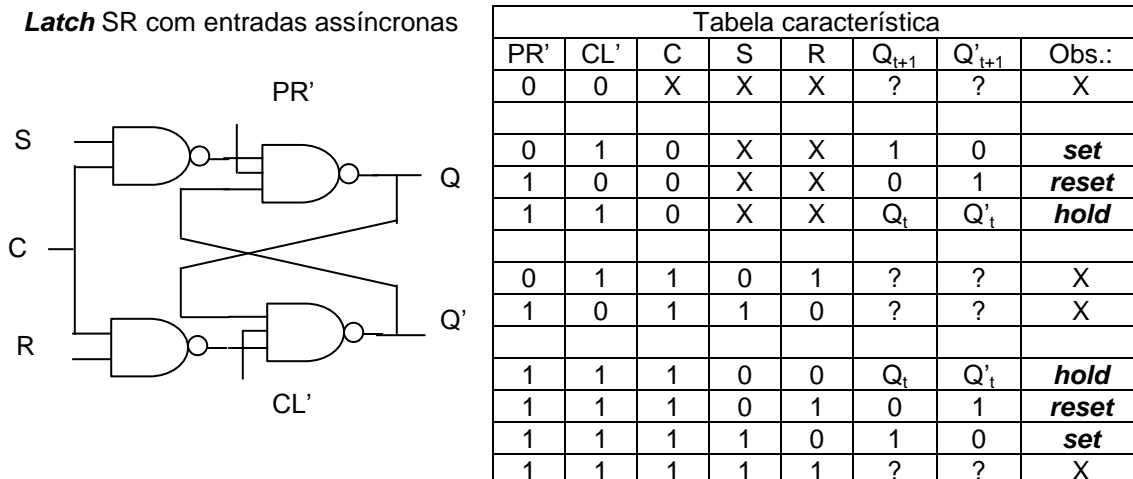 Latch SR com entradas assíncronas
PR'
S
Q
C
Q'
R
CL'
Tabela característica
PR' CL' C S R Qt+1 Q't+1 Obs.:
0 0 X X X ? ? X
0 1 0 X X 1 0 set
1 0 0 X X 0 1 reset
1 1 0 X X Qt Q't hold
0 1 1 0 1 ? ? X
1 0 1 1 0 ? ? X
1 1 1 0 0 Qt Q't hold
1 1 1 0 1 0 1 reset
1 1 1 1 0 1 0 set
1 1 1 1 1 ? ? X